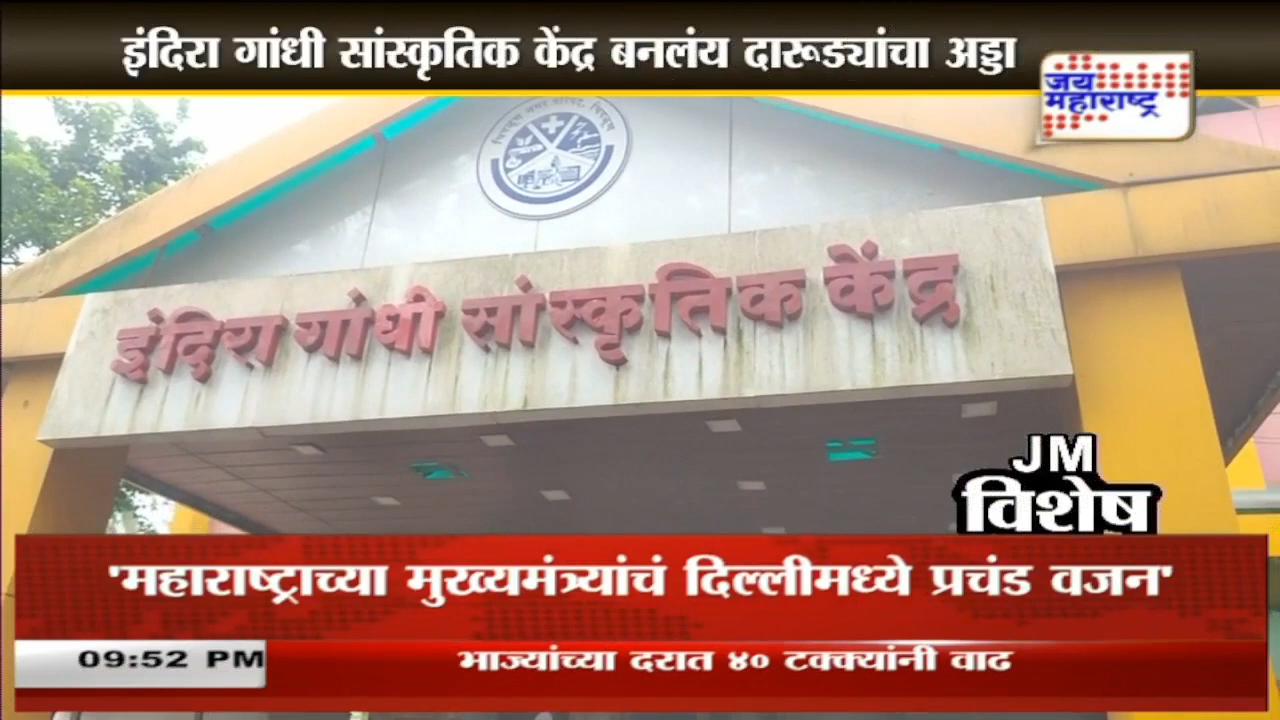 इंदिरा गांधी सांस्कृतिक केंद्र बनलंय दारूड्यांचा अड्डा
जय
महाराष्ट्र
इंदिरा गांधी सांस्कृतिक केंद्र
JM
विशेष
'महाराष्ट्राच्या मुख्यमंत्र्यांचं दिल्लीमध्ये प्रचंड वजन'
09:52 PM
भाज्यांच्या दरात ४० टक्क्यांनी वाढ